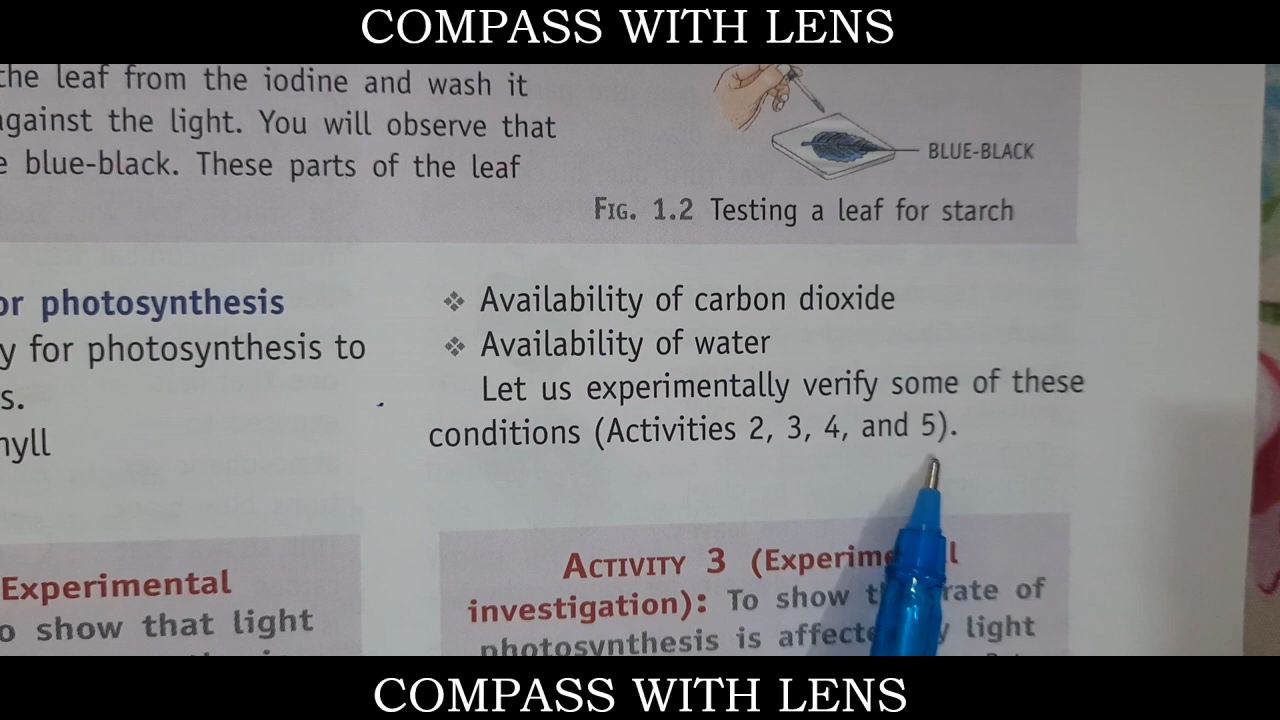 COMPASS WITH LENS
the leaf from the iodine and wash it
against the light. You will observe that
blue-black. These parts of the leaf
BLUE-BLACK
FIG. 1.2 Testing a leaf for starch
or photosynthesis
y for photosynthesis to
s.
hyll
❖ Availability of carbon dioxide
❖ Availability of water
Let us experimentally verify some of these
conditions (Activities 2, 3, 4, and 5).
Experimental
o show that light
ACTIVITY 3 (Experimental
investigation): To show rate of
photosynthesis is affected light
COMPASS WITH LENS